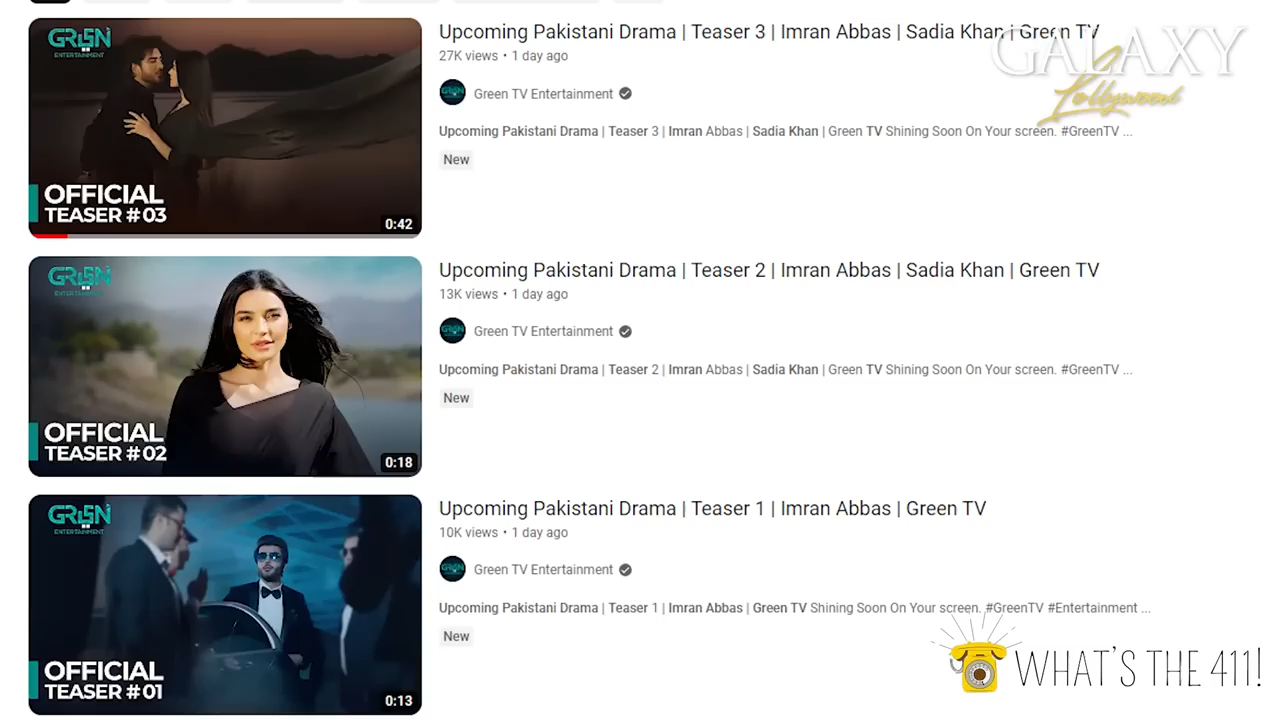 GREEN
ENTERTAINMENT
OFFICIAL
TEASER #03
0:42
Upcoming Pakistani Drama | Teaser 3 | Imran Abbas | Sadia Khan | Green TV
27K views • 1 day ago
Green TV Entertainment
Upcoming Pakistani Drama | Teaser 3 | Imran Abbas | Sadia Khan | Green TV Shining Soon On Your screen. #GreenTV ...
New
GALAXY
Lollywood
GREEN
ENTERTAINMENT
OFFICIAL
TEASER #02
0:18
Upcoming Pakistani Drama | Teaser 2 | Imran Abbas | Sadia Khan | Green TV
13K views • 1 day ago
Green TV Entertainment
Upcoming Pakistani Drama | Teaser 2 | Imran Abbas | Sadia Khan | Green TV Shining Soon On Your screen. #GreenTV ...
New
GREEN
ENTERTAINMENT
OFFICIAL
TEASER #01
0:13
Upcoming Pakistani Drama | Teaser 1 | Imran Abbas | Green TV
10K views • 1 day ago
Green TV Entertainment
Upcoming Pakistani Drama | Teaser 1 | Imran Abbas | Green TV Shining Soon On Your screen. #GreenTV #Entertainment ...
New
WHAT'S THE 411!